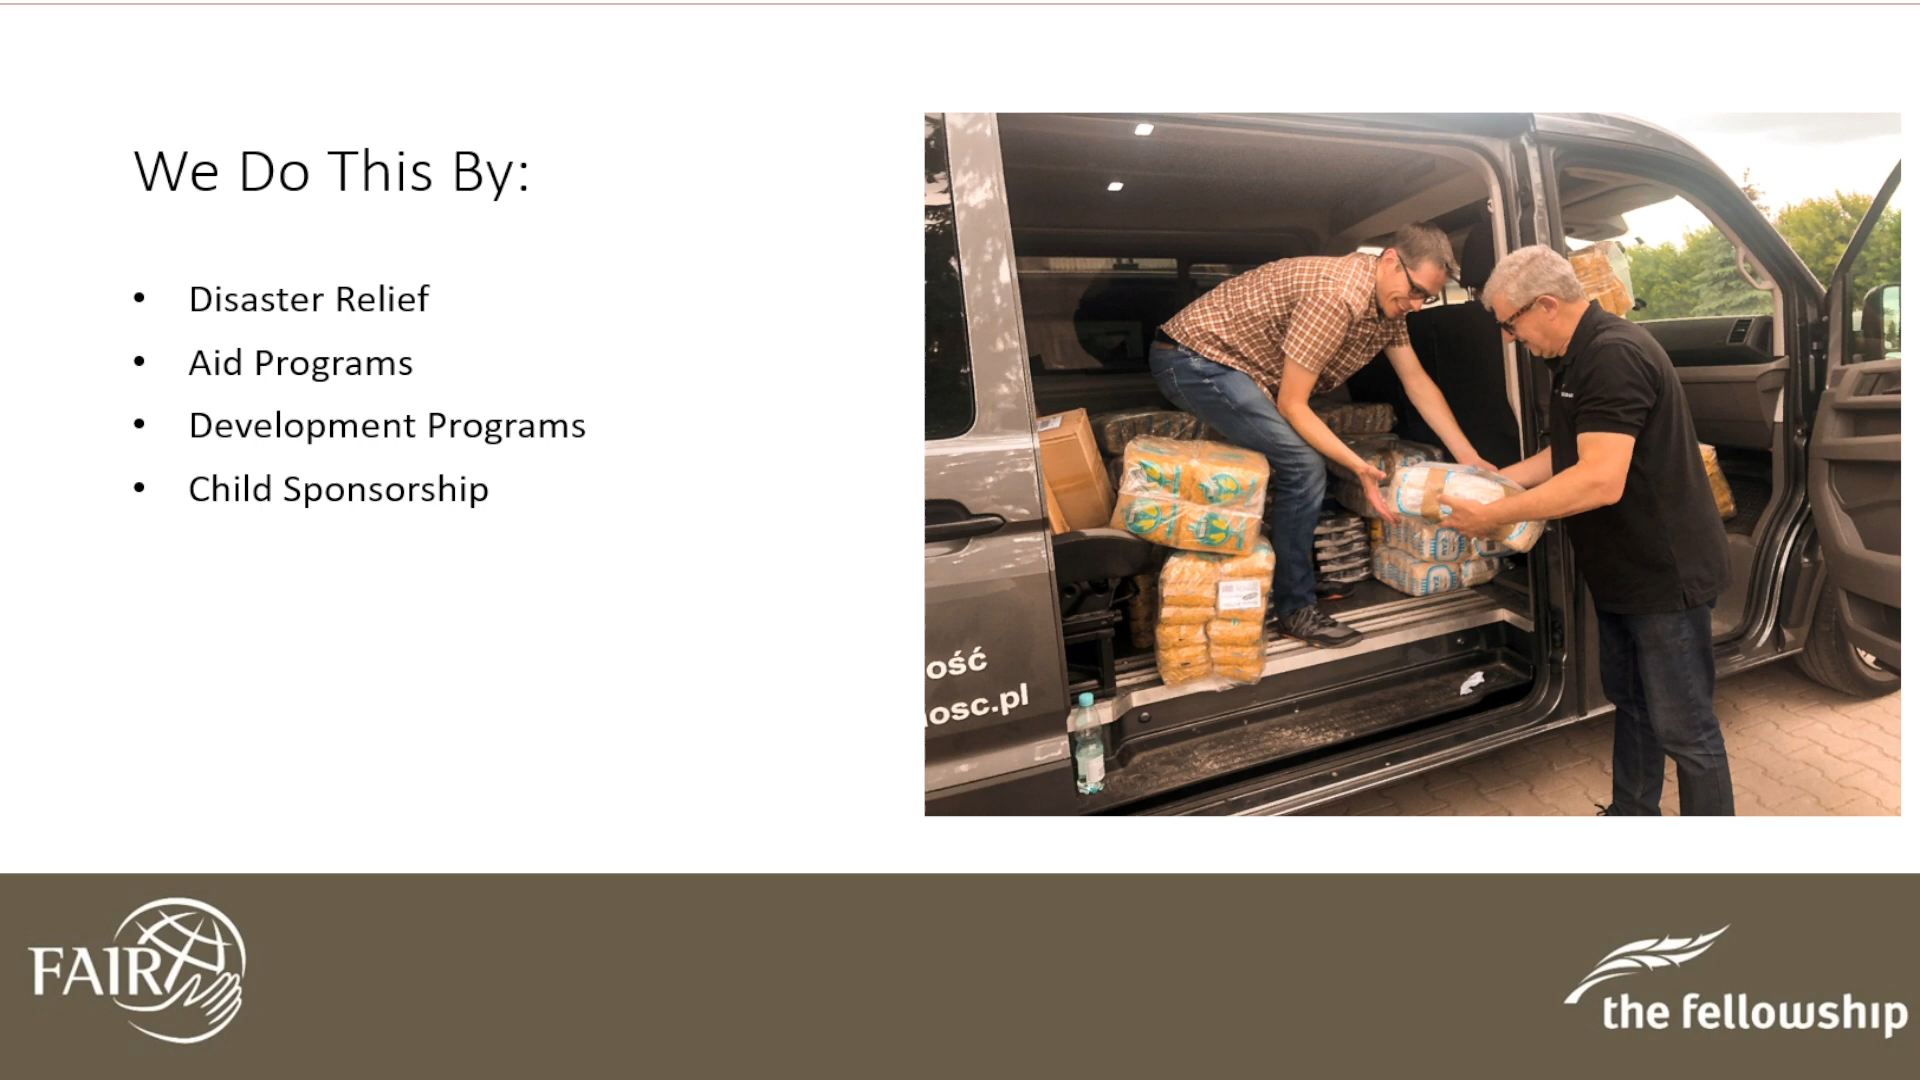 We Do This By:
• Disaster Relief
• Aid Programs
• Development Programs
• Child Sponsorship
ość
osc.pl
FAIR
the fellowship